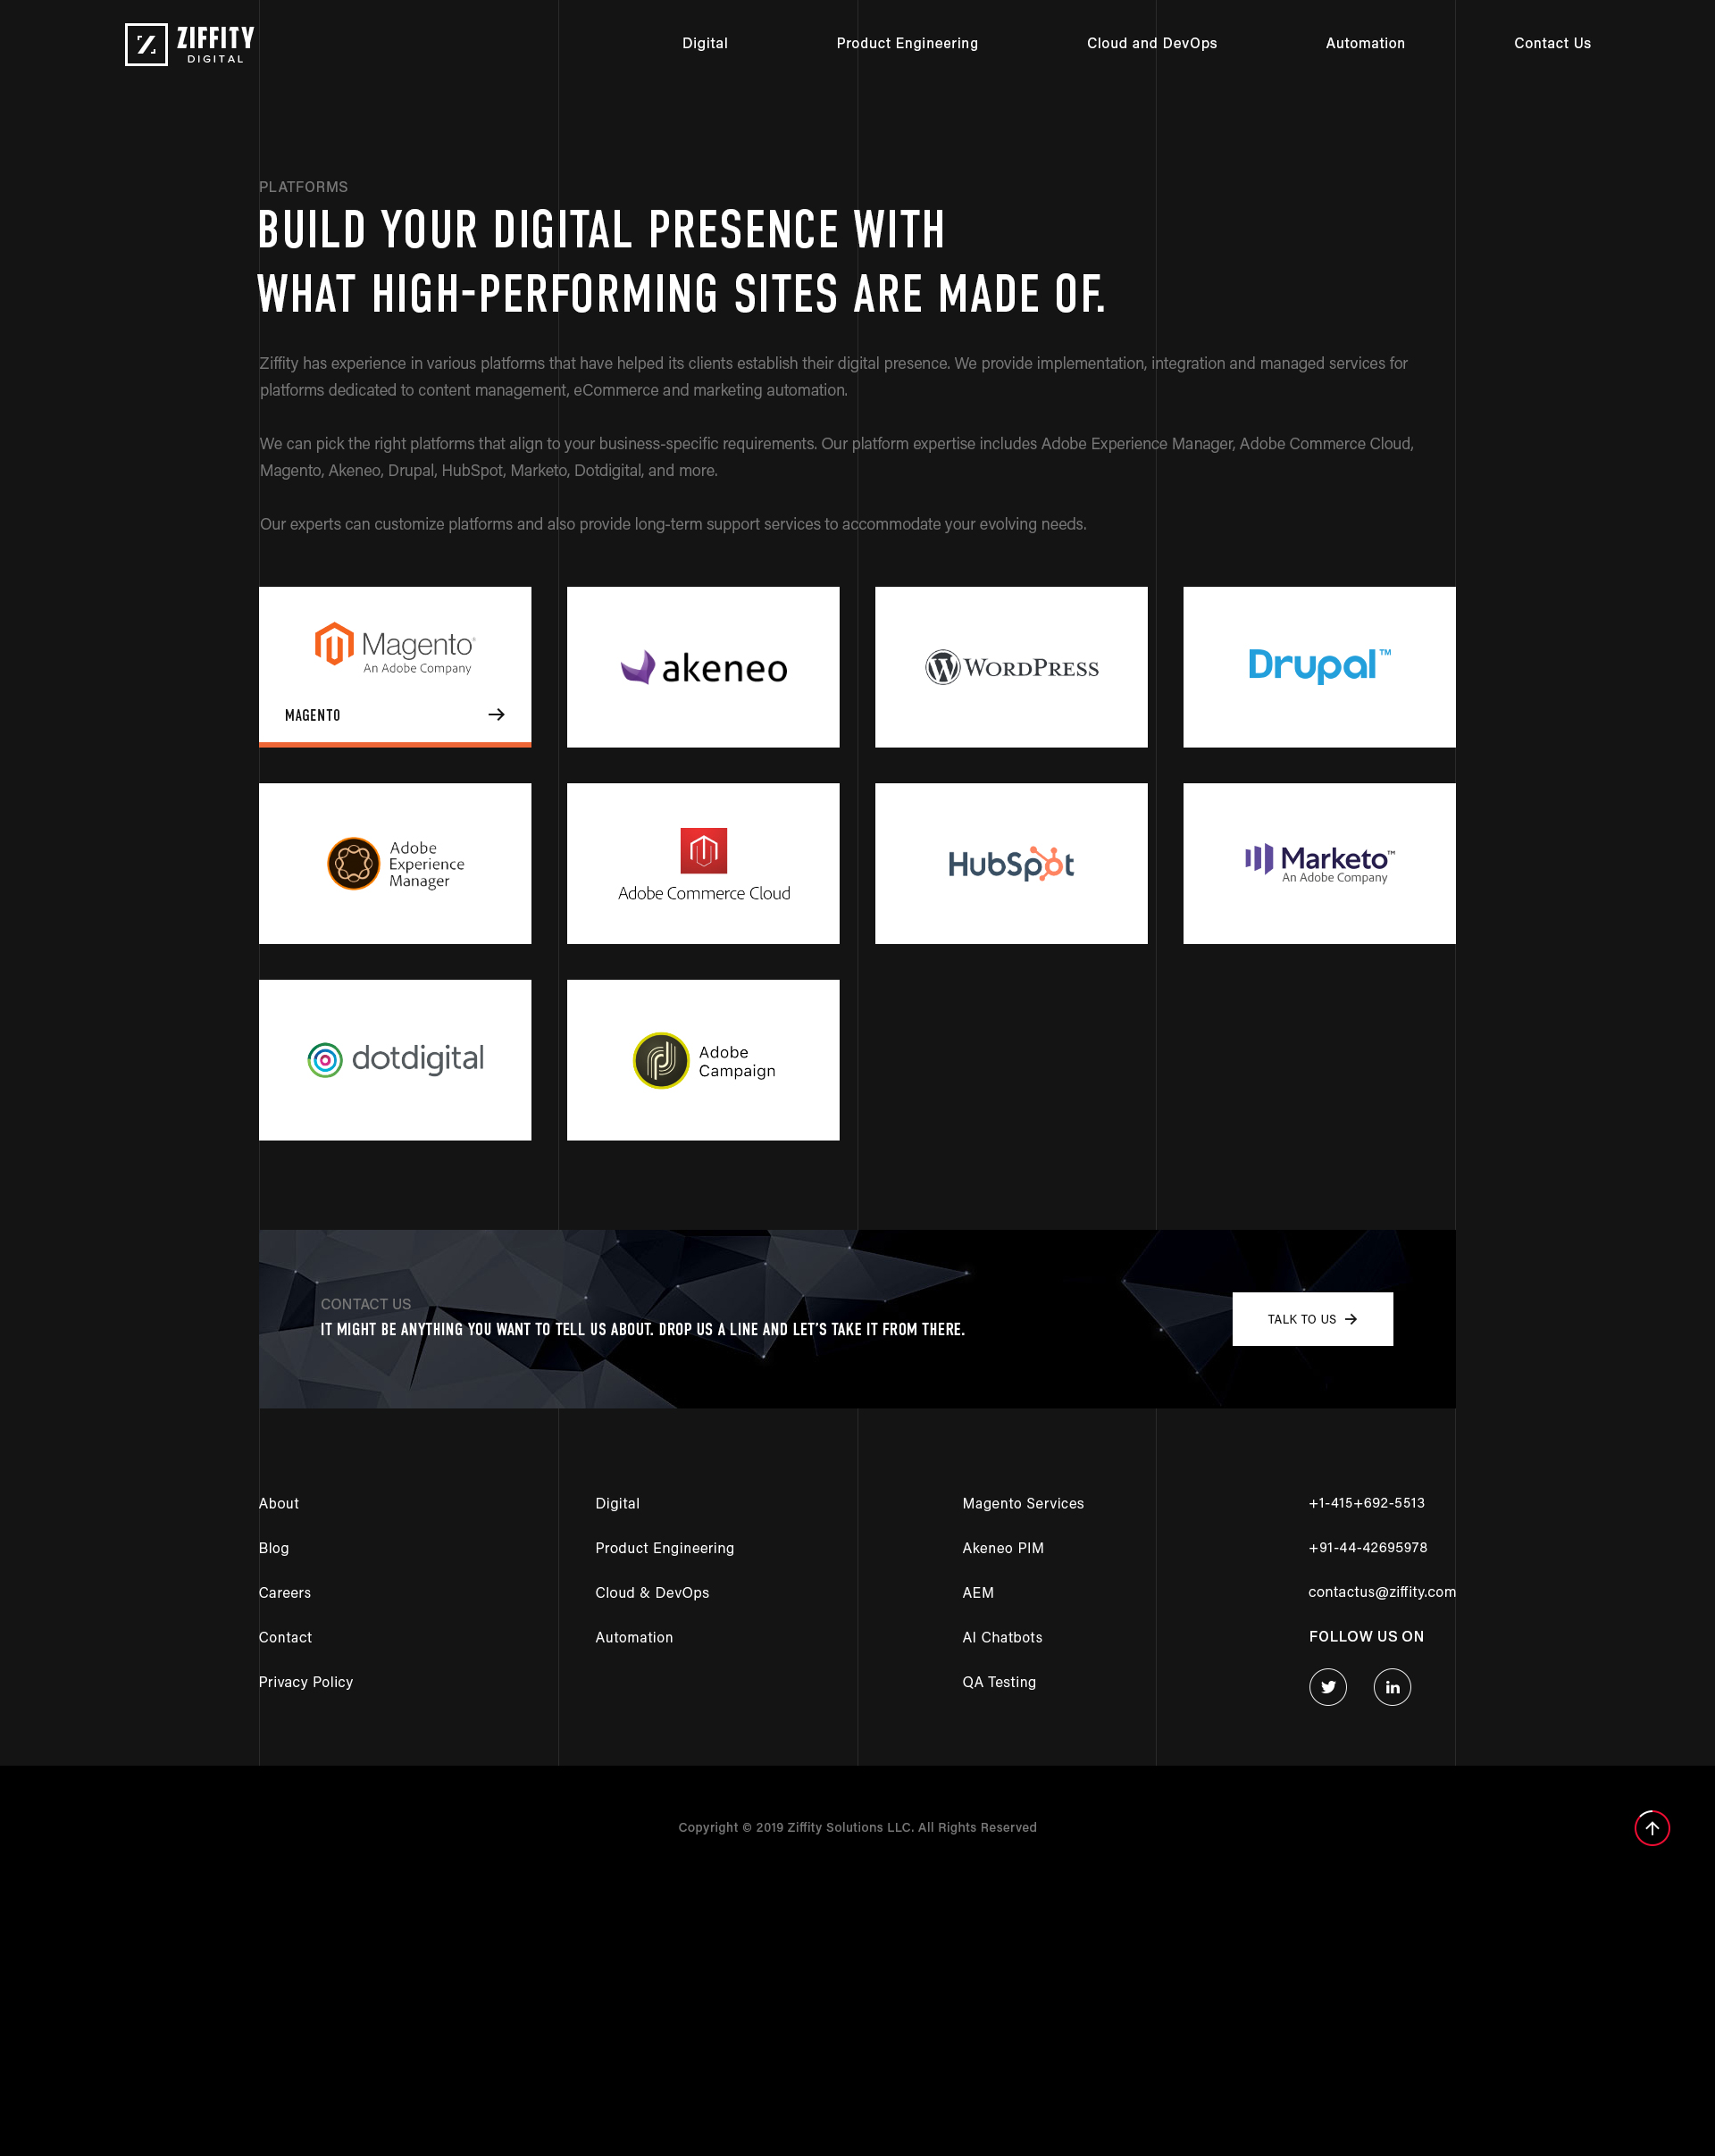 ZIFFITY
DIGITAL
Digital
Product Engineering
Cloud and DevOps
Automation
Contact Us
PLATFORMS
BUILD YOUR DIGITAL PRESENCE WITH
WHAT HIGH-PERFORMING SITES ARE MADE OF.
Ziffity has experience in various platforms that have helped its clients establish their digital presence. We provide implementation, integration and managed services for
platforms dedicated to content management, eCommerce and marketing automation.
We can pick the right platforms that align to your business-specific requirements. Our platform expertise includes Adobe Experience Manager, Adobe Commerce Cloud,
Magento, Akeneo, Drupal, HubSpot, Marketo, Dotdigital, and more.
Our experts can customize platforms and also provide long-term support services to accommodate your evolving needs.
Magento®
An Adobe Company
MAGENTO
akeneo
WORDPRESS
Drupal™
Adobe
Experience
Manager
Adobe Commerce Cloud
HubSpot
Marketo™
An Adobe Company
dotdigital
Adobe
Campaign
CONTACT US
IT MIGHT BE ANYTHING YOU WANT TO TELL US ABOUT. DROP US A LINE AND LET'S TAKE IT FROM THERE.
TALK TO US
About
Blog
Careers
Contact
Privacy Policy
Digital
Product Engineering
Cloud & DevOps
Automation
Magento Services
Akeneo PIM
AEM
AI Chatbots
QA Testing
+1-415+692-5513
+91-44-42695978
contactus@ziffity.com
FOLLOW US ON
Copyright © 2019 Ziffity Solutions LLC. All Rights Reserved